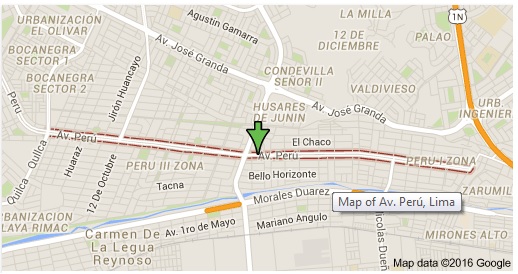 URBANIZACION
EL OLIVAR
Agustín Gamarra
LA MILLA
1N
BOCANEGRA
SECTOR 1
Av. José Granda
12 DE
DICIEMBRE
PALAO
CONDEVILLA
SEÑOR II
BOCANEGRA
SECTOR 2
Jirón Huancayo
VALDIVIESO
URB.
INGENIER
HUSARES
DE JUNIN
Av. José Granda
Perú
Av. Perú
El Chaco
Av. Perú
PERU I ZONA
Quilca - Quilca
Huaraz
12 De Octubre
PERU III ZONA
Bello Horizonte
Tacna
ZARUMIL
Morales Duarez
Map of Av. Perú, Lima
URBANIZACION
PLAYA RIMAC
Av. 1ro de Mayo
Mariano Angulo
Carmen De
La Legua
Reynoso
Nicolas Dueñ
MIRONES ALTO
Map data ©2016 Google